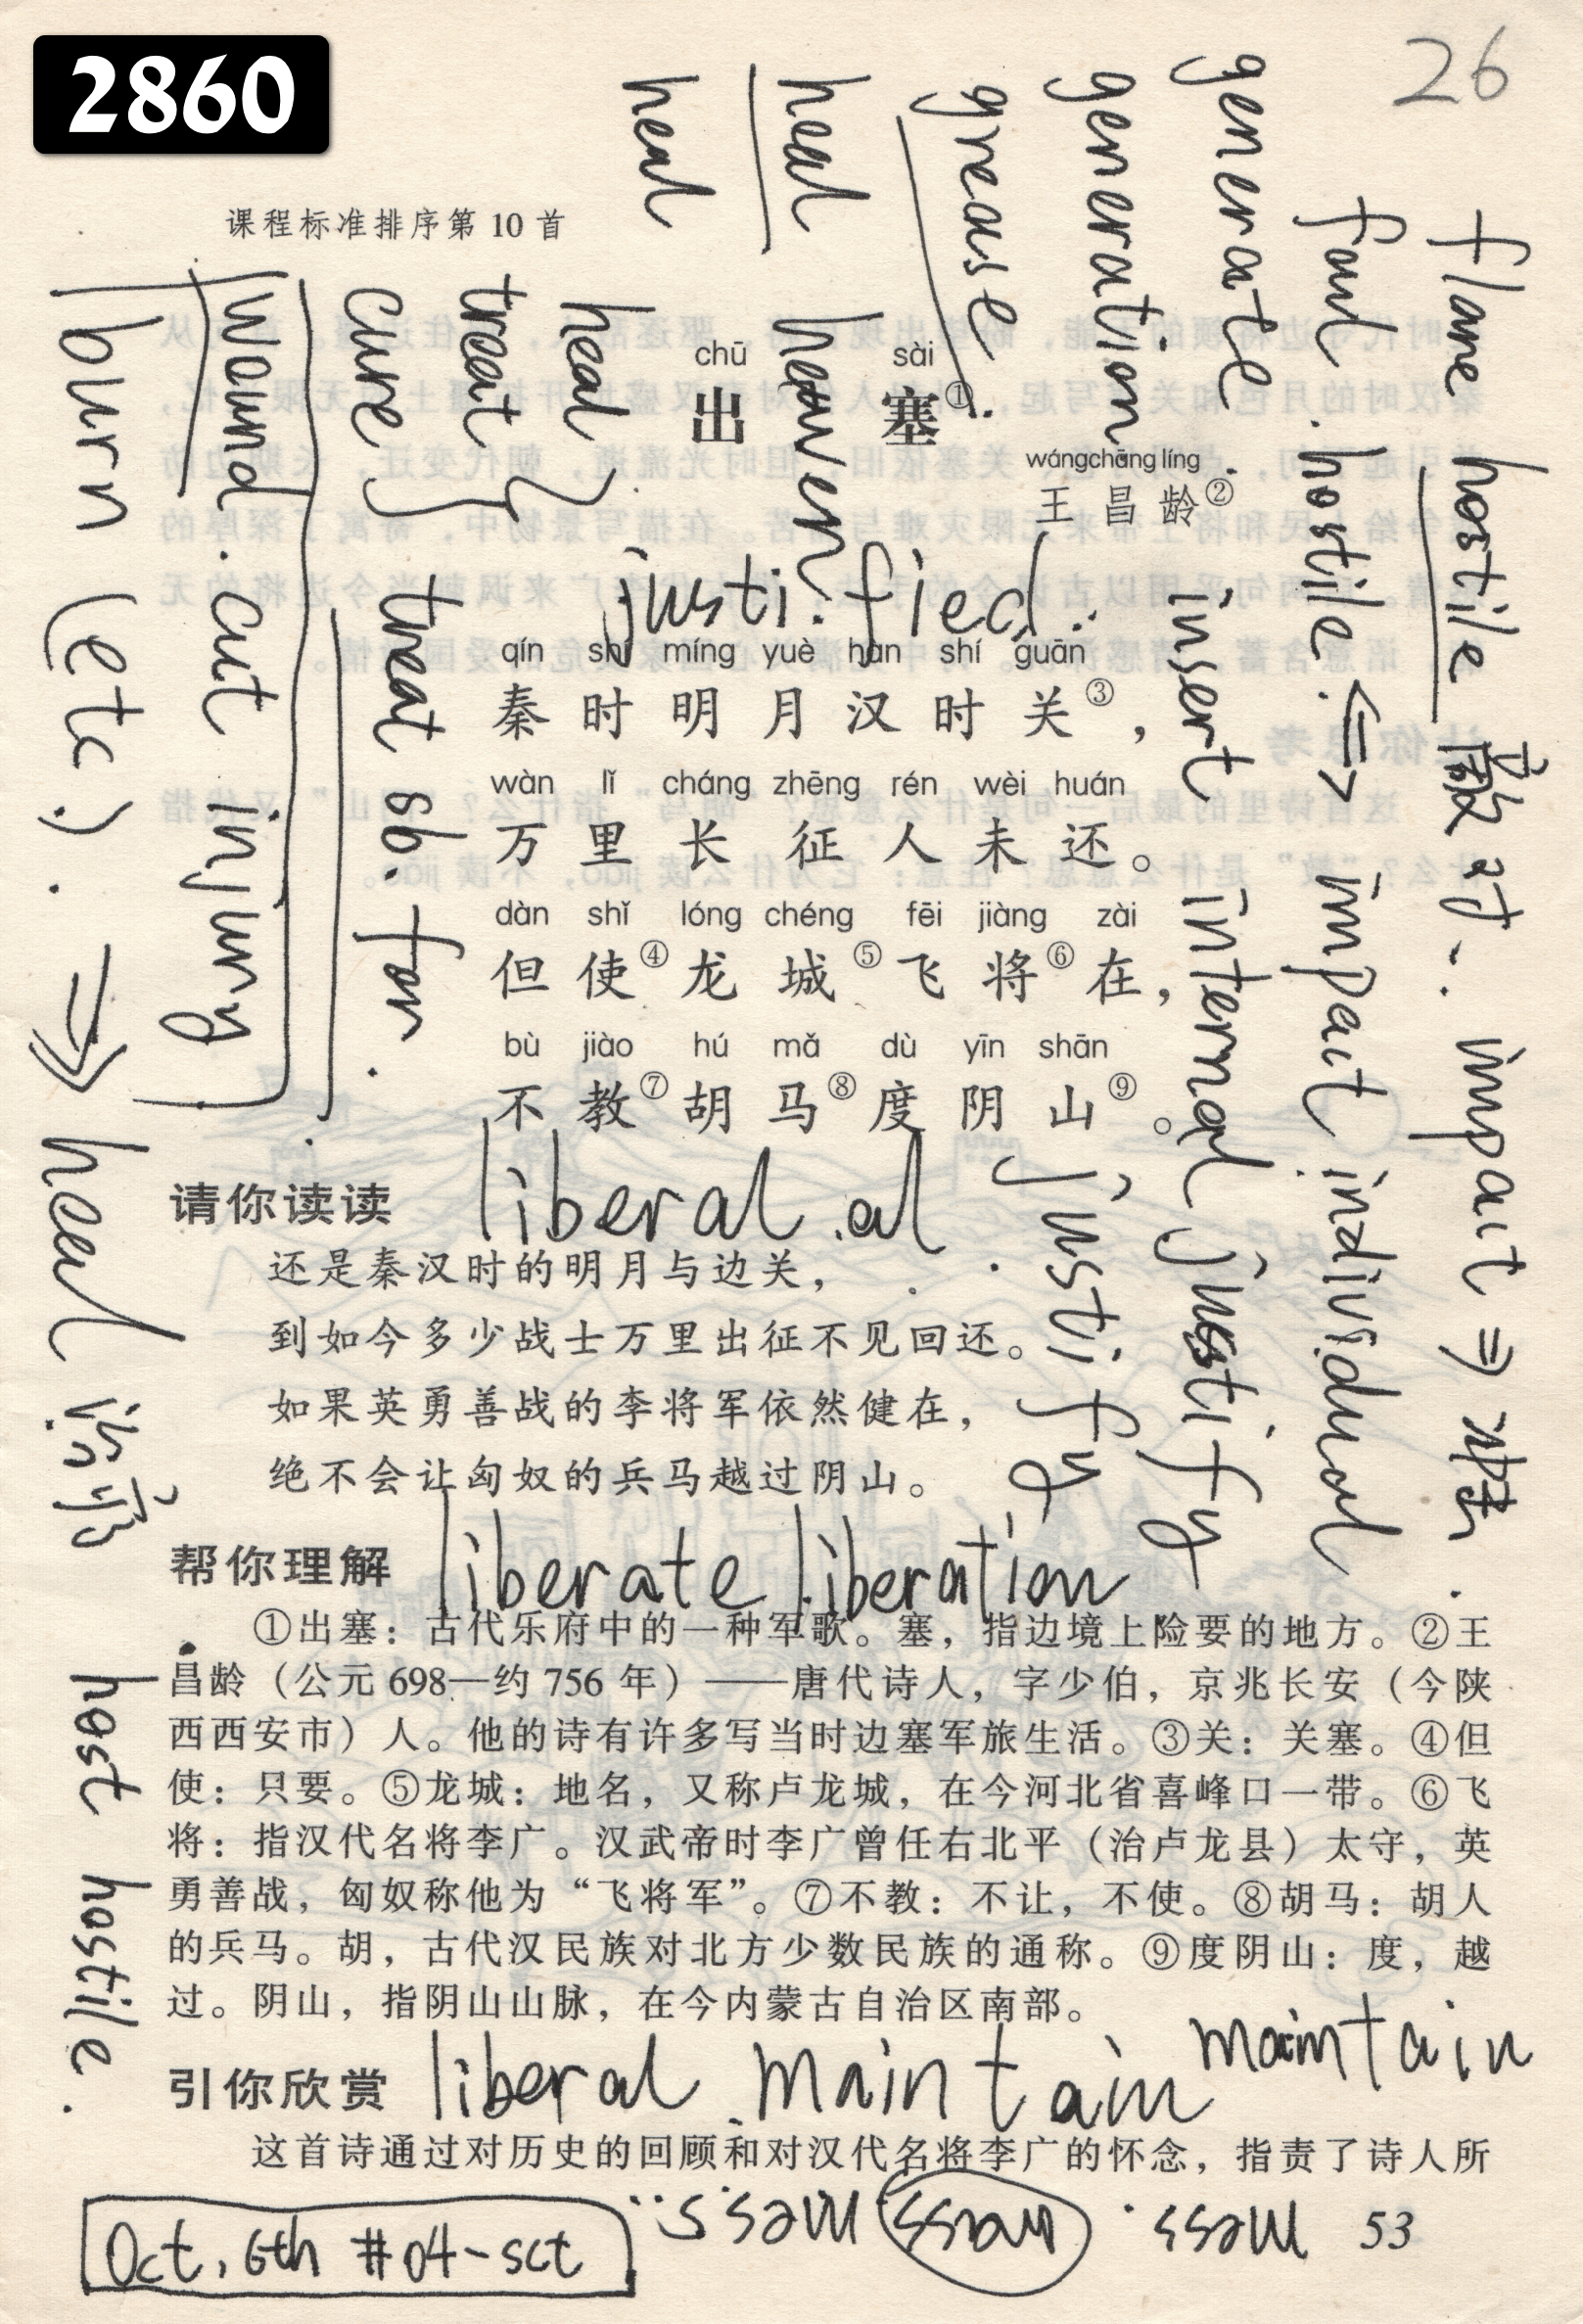 2860
26
课程标准排序第 10 首
chū sài
出 塞①
wángchāng líng
王昌龄②
qín shí míng yuè hàn shí guān
秦时明月汉时关③，
wàn lǐ cháng zhēng rén wèi huán
万里长征人未还。
dàn shǐ lóng chéng fēi jiàng zài
但使④龙城⑤飞将⑥在，
bù jiào hú mǎ dù yīn shān
不教⑦胡马⑧度阴山⑨。
请你读读
还是秦汉时的明月与边关，
到如今多少战士万里出征不见回还。
如果英勇善战的李将军依然健在，
绝不会让匈奴的兵马越过阴山。
帮你理解
①出塞：古代乐府中的一种军歌。塞，指边境上险要的地方。②王
昌龄（公元 698—约 756 年）——唐代诗人，字少伯，京兆长安（今陕
西西安市）人。他的诗有许多写当时边塞军旅生活。③关：关塞。④但
使：只要。⑤龙城：地名，又称卢龙城，在今河北省喜峰口一带。⑥飞
将：指汉代名将李广。汉武帝时李广曾任右北平（治卢龙县）太守，英
勇善战，匈奴称他为“飞将军”。⑦不教：不让，不使。⑧胡马：胡人
的兵马。胡，古代汉民族对北方少数民族的通称。⑨度阴山：度，越
过。阴山，指阴山山脉，在今内蒙古自治区南部。
引你欣赏
这首诗通过对历史的回顾和对汉代名将李广的怀念，指责了诗人所
53
hostile 敌对. impact ⇒ 冲击.
hostile. <=> impact individual
generate. insert internal justify
generation justify
grease
heal heaven
heal
justified.
heal
treat
cure
treat sb. for.
wound. cut injury
burn (etc). ⇒ heal 治愈
host hostile.
liberal.al
liberate liberation
liberal maintain maintain
mess. mass mess.
Oct, 6th #04-sct